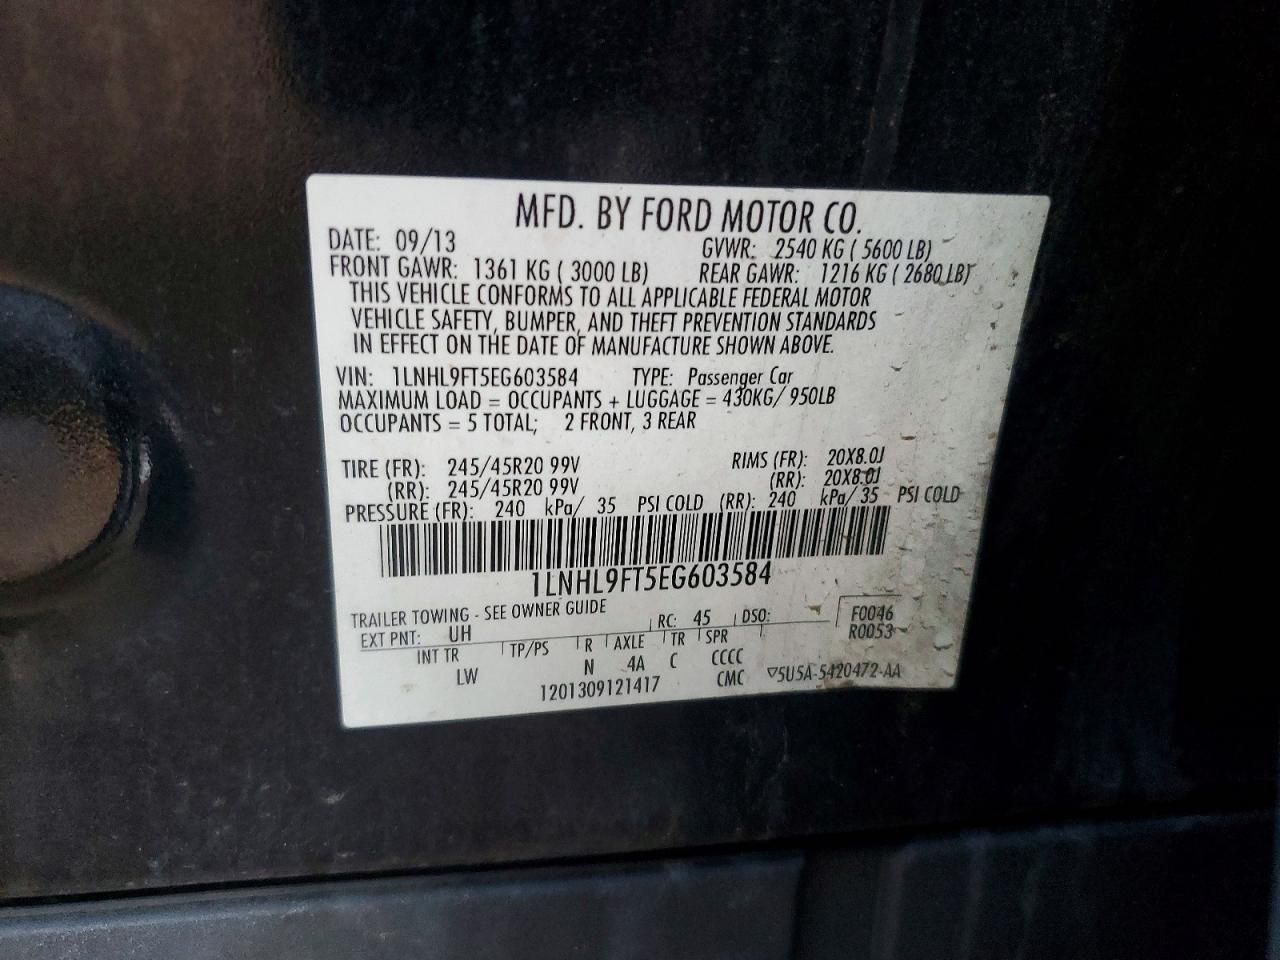 MFD. BY FORD MOTOR CO.
DATE: 09/13 GVWR: 2540 KG ( 5600 LB)
FRONT GAWR: 1361 KG ( 3000 LB) REAR GAWR: 1216 KG ( 2680 LB)
THIS VEHICLE CONFORMS TO ALL APPLICABLE FEDERAL MOTOR
VEHICLE SAFETY, BUMPER, AND THEFT PREVENTION STANDARDS
IN EFFECT ON THE DATE OF MANUFACTURE SHOWN ABOVE.
VIN: 1LNHL9FT5EG603584 TYPE: Passenger Car
MAXIMUM LOAD = OCCUPANTS + LUGGAGE = 430KG/ 950LB
OCCUPANTS = 5 TOTAL; 2 FRONT, 3 REAR
TIRE (FR): 245/45R20 99V RIMS (FR): 20X8.0J
(RR): 245/45R20 99V (RR): 20X8.0J
PRESSURE (FR): 240 kPa/ 35 PSI COLD (RR): 240 kPa/ 35 PSI COLD
1LNHL9FT5EG603584
TRAILER TOWING - SEE OWNER GUIDE
EXT PNT: UH RC: 45 DSO: F0046
R0053
INT TR TP/PS R AXLE TR SPR
LW N 4A C CCCC
1201309121417 CMC ▽5U5A-5420472-AA